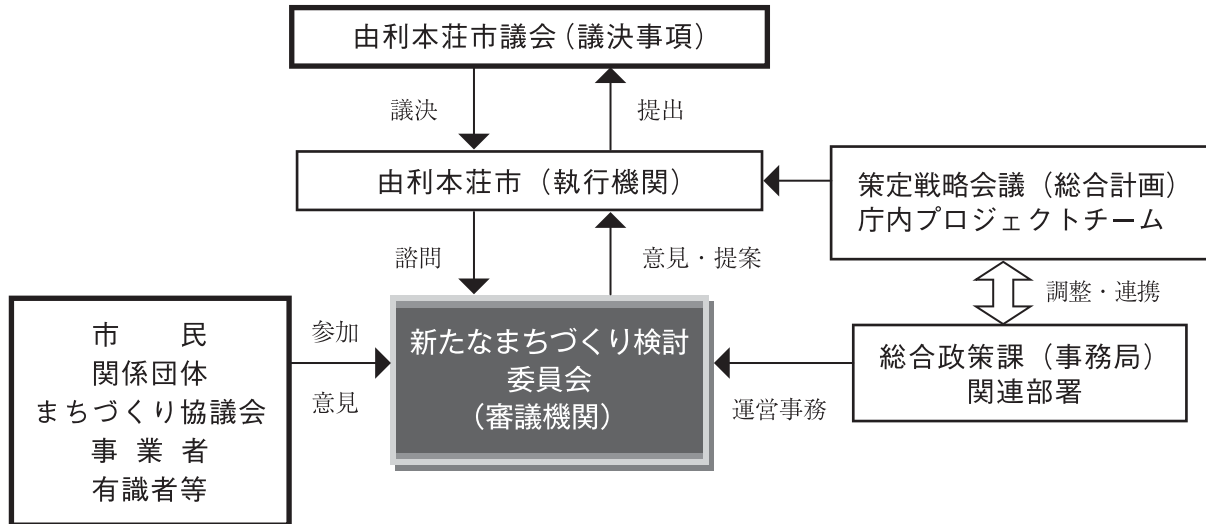 由利本荘市議会(議決事項)
議決
提出
由利本荘市(執行機関)
策定戦略会議(総合計画)
庁内プロジェクトチーム
諮問
意見・提案
調整・連携
市　　民
関係団体
まちづくり協議会
事 業 者
有識者等
参加
意見
新たなまちづくり検討
委員会
(審議機関)
運営事務
総合政策課(事務局)
関連部署